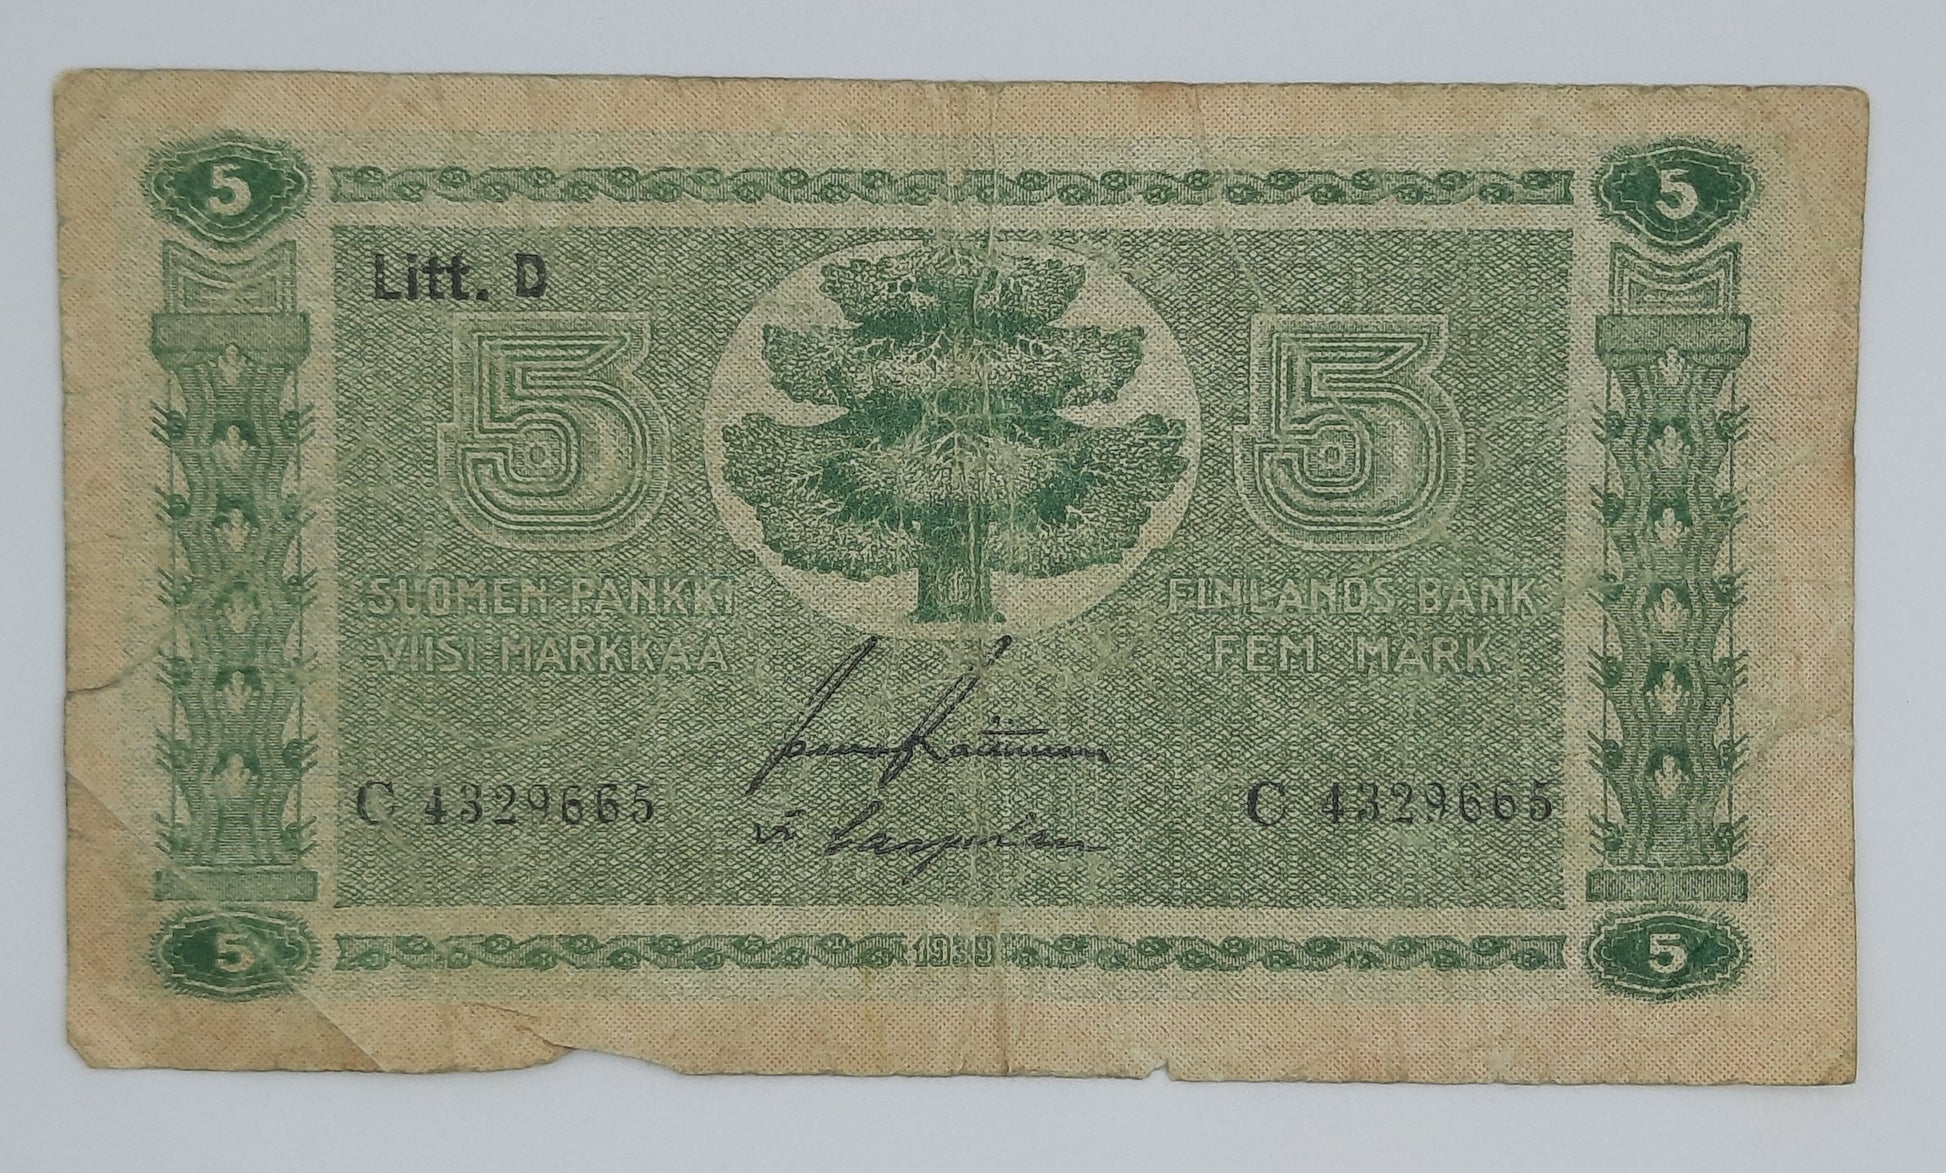 5 5
Litt. D
5 5
SUOMEN PANKKI FINLANDS BANK
VIISI MARKKAA FEM MARK
C 4329665 C 4329665
5 1939 5